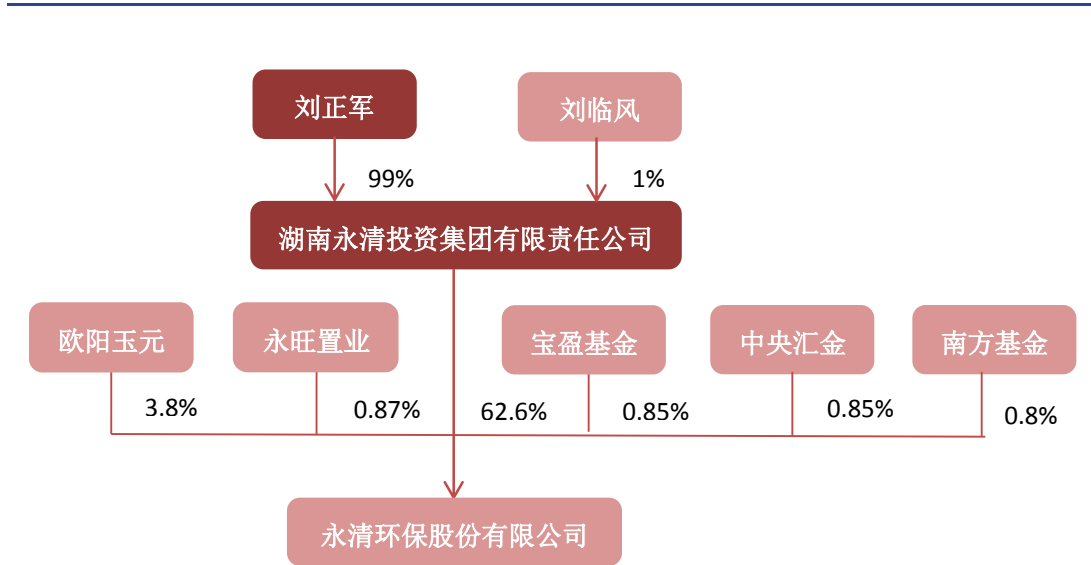 刘正军
刘临风
99%
1%
湖南永清投资集团有限责任公司
欧阳玉元
永旺置业
宝盈基金
中央汇金
南方基金
3.8%
0.87%
62.6%
0.85%
0.85%
0.8%
永清环保股份有限公司